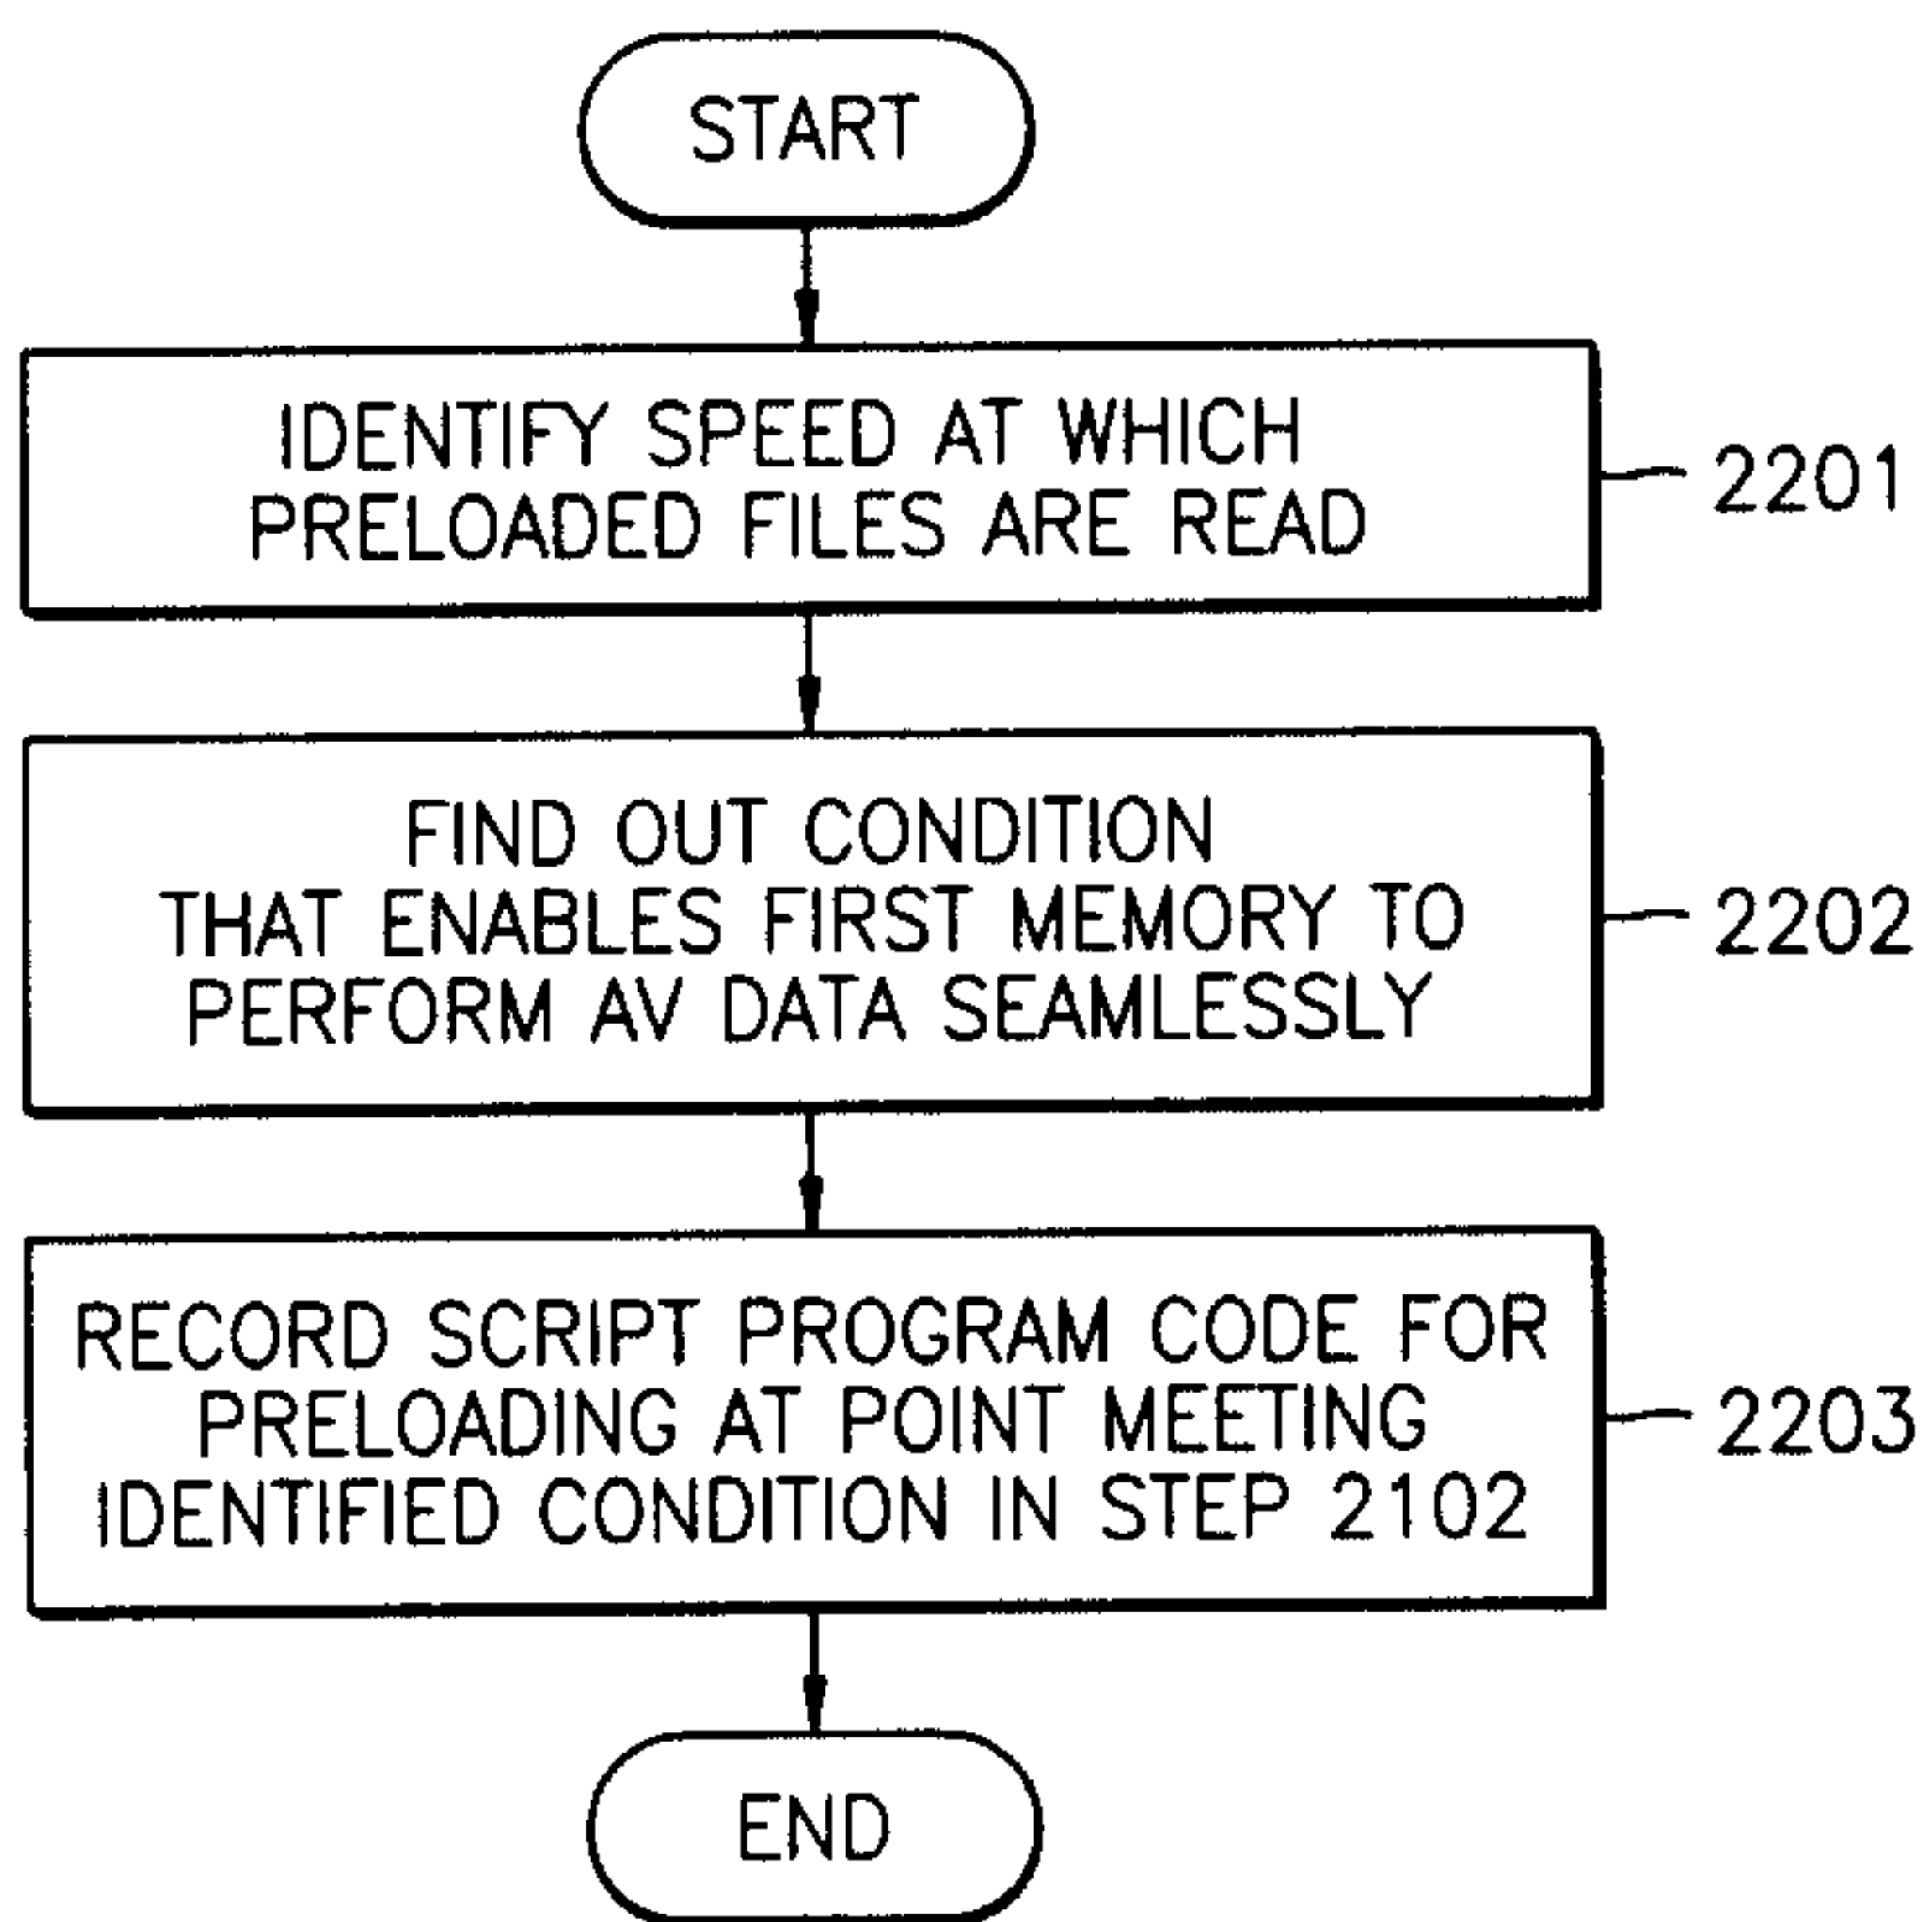 START
IDENTIFY SPEED AT WHICH
PRELOADED FILES ARE READ
2201
FIND OUT CONDITION
THAT ENABLES FIRST MEMORY TO
PERFORM AV DATA SEAMLESSLY
2202
RECORD SCRIPT PROGRAM CODE FOR
PRELOADING AT POINT MEETING
IDENTIFIED CONDITION IN STEP 2102
2203
END